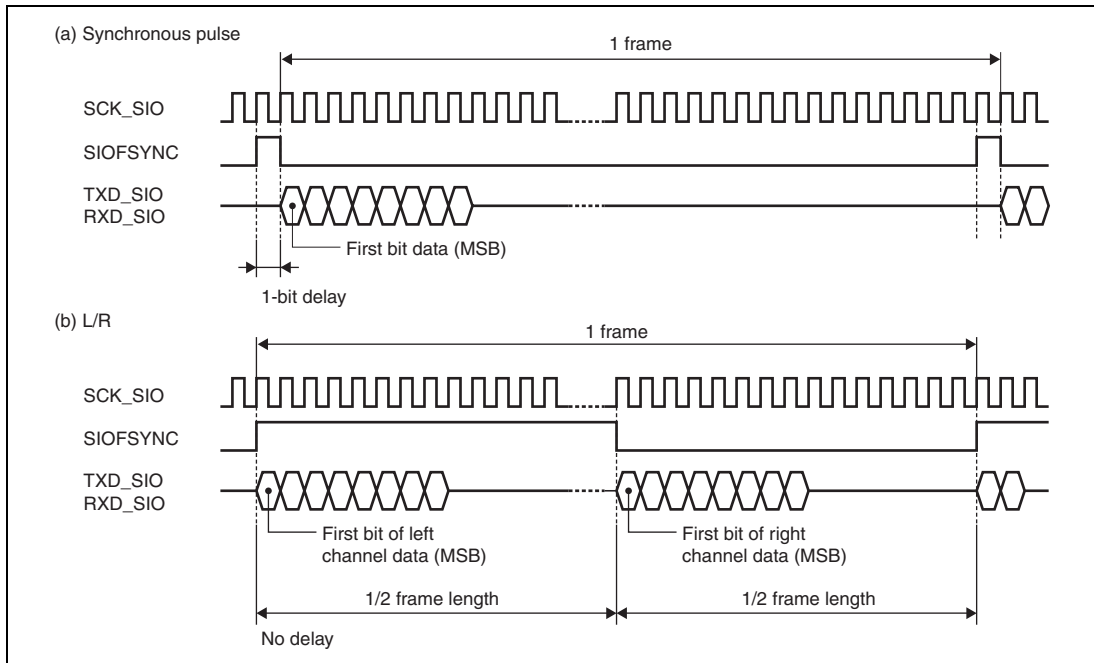 (a) Synchronous pulse
1 frame
SCK_SIO
SIOFSYNC
TXD_SIO
RXD_SIO
First bit data (MSB)
1-bit delay
(b) L/R
1 frame
SCK_SIO
SIOFSYNC
TXD_SIO
RXD_SIO
First bit of left
channel data (MSB)
First bit of right
channel data (MSB)
1/2 frame length
1/2 frame length
No delay